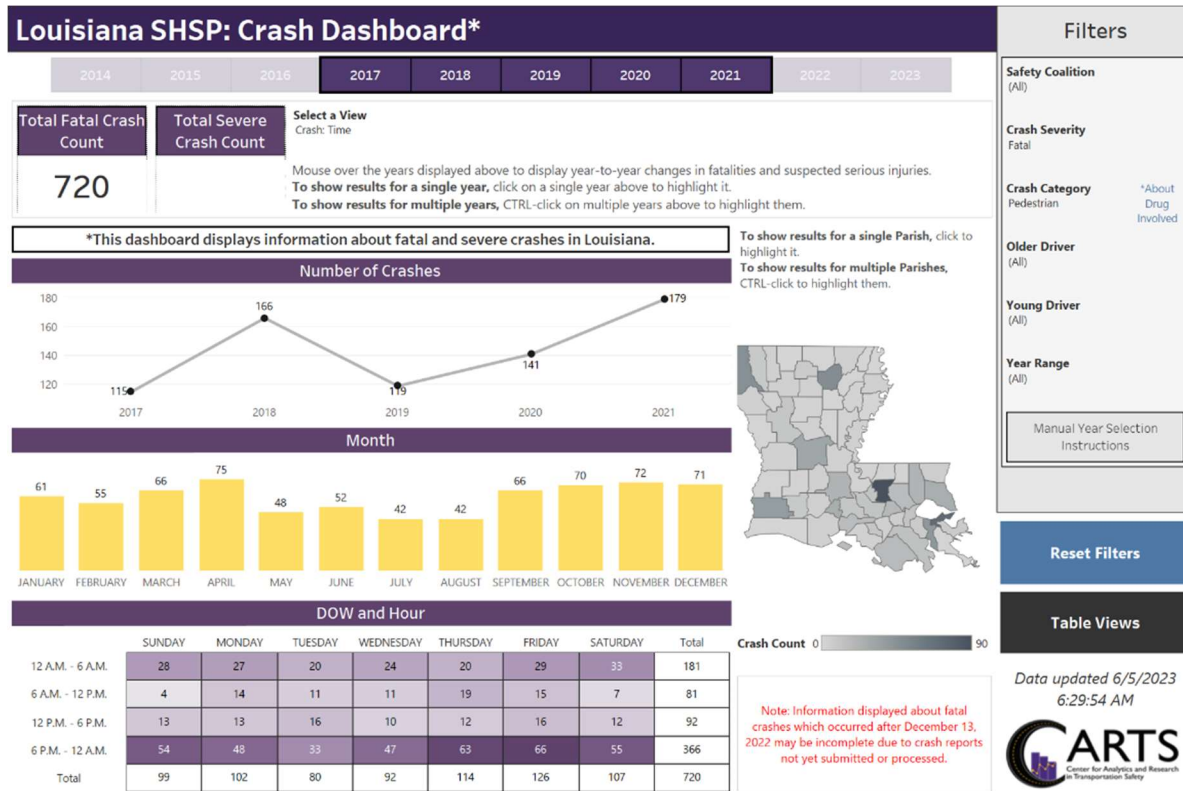 Louisiana SHSP: Crash Dashboard*
2014 2015 2016 2017 2018 2019 2020 2021 2022 2023
Total Fatal Crash
Count
720
Total Severe
Crash Count
Select a View
Crash: Time
Mouse over the years displayed above to display year-to-year changes in fatalities and suspected serious injuries.
To show results for a single year, click on a single year above to highlight it.
To show results for multiple years, CTRL-click on multiple years above to highlight them.
*This dashboard displays information about fatal and severe crashes in Louisiana.
To show results for a single Parish, click to
highlight it.
To show results for multiple Parishes,
CTRL-click to highlight them.
Number of Crashes
180
160
140
120
115
166
119
141
179
2017 2018 2019 2020 2021
Month
61 55 66 75 48 52 42 42 66 70 72 71
JANUARY FEBRUARY MARCH APRIL MAY JUNE JULY AUGUST SEPTEMBER OCTOBER NOVEMBER DECEMBER
DOW and Hour
SUNDAY MONDAY TUESDAY WEDNESDAY THURSDAY FRIDAY SATURDAY Total
12 A.M. - 6 A.M. 28 27 20 24 20 29 33 181
6 A.M. - 12 P.M. 4 14 11 11 19 15 7 81
12 P.M. - 6 P.M. 13 13 16 10 12 16 12 92
6 P.M. - 12 A.M. 54 48 33 47 63 66 55 366
Total 99 102 80 92 114 126 107 720
Crash Count 0 90
Note: Information displayed about fatal
crashes which occurred after December 13,
2022 may be incomplete due to crash reports
not yet submitted or processed.
Filters
Safety Coalition
(All)
Crash Severity
Fatal
Crash Category
Pedestrian
*About
Drug
Involved
Older Driver
(All)
Young Driver
(All)
Year Range
(All)
Manual Year Selection
Instructions
Reset Filters
Table Views
Data updated 6/5/2023
6:29:54 AM
CARTS
Center for Analytics and Research
in Transportation Safety